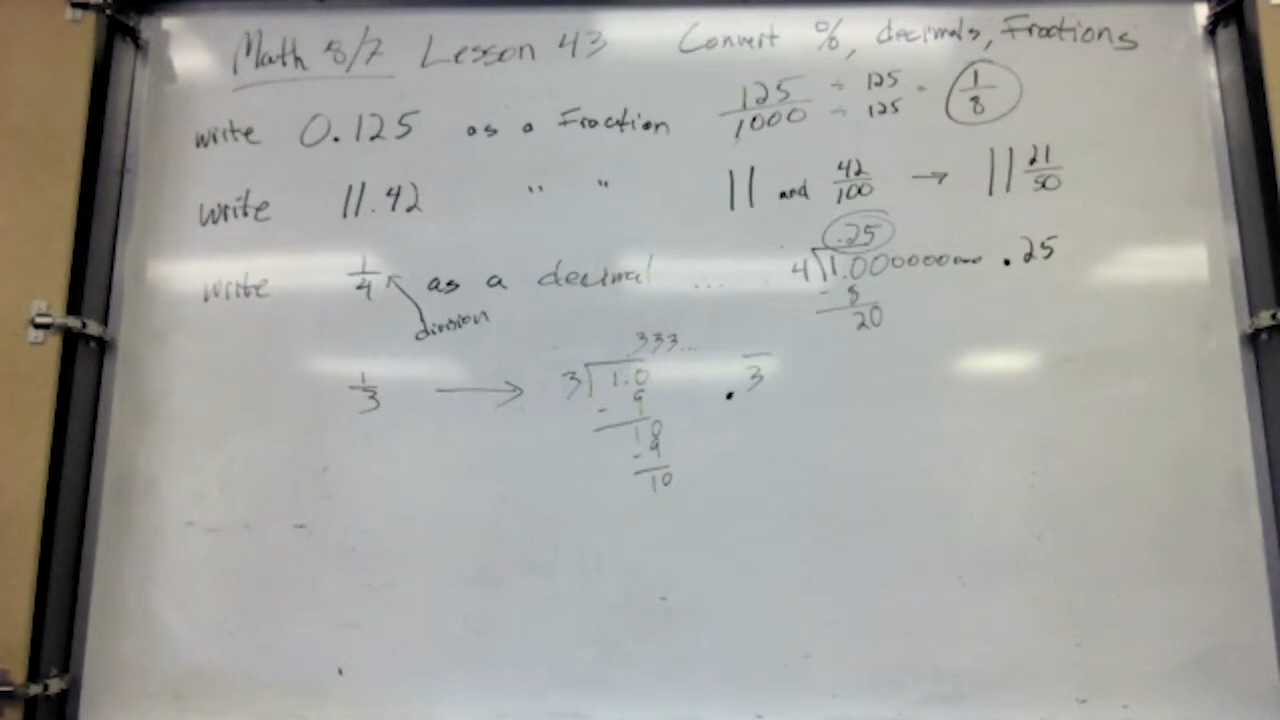 Math 8/7 Lesson 43 Convert %, decimals, Fractions
write 0.125 as a Fraction 125/1000 ÷ 125 ÷ 125 = 1/8
write 11.42 " " 11 and 42/100 → 11 21/50
write 1/4 as a decimal ... 4⟌1.00000000 .25 .25
division - 8
20
1/3 → 3⟌1.0 .333... .3̅
- 9
10
- 9
10